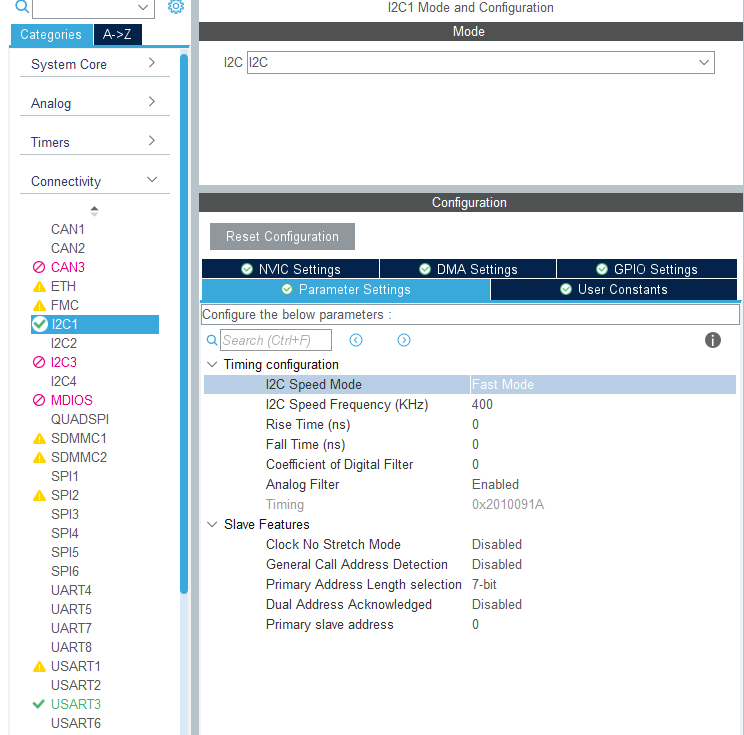 I2C1 Mode and Configuration
Categories A->Z
Mode
System Core
I2C I2C
Analog
Timers
Connectivity
Configuration
Reset Configuration
CAN1
CAN2
CAN3
ETH
FMC
I2C1
I2C2
I2C3
I2C4
MDIOS
QUADSPI
SDMMC1
SDMMC2
SPI1
SPI2
SPI3
SPI4
SPI5
SPI6
UART4
UART5
UART7
UART8
USART1
USART2
USART3
USART6
NVIC Settings DMA Settings GPIO Settings
Parameter Settings User Constants
Configure the below parameters :
Search (Ctrl+F)
Timing configuration
I2C Speed Mode Fast Mode
I2C Speed Frequency (KHz) 400
Rise Time (ns) 0
Fall Time (ns) 0
Coefficient of Digital Filter 0
Analog Filter Enabled
Timing 0x2010091A
Slave Features
Clock No Stretch Mode Disabled
General Call Address Detection Disabled
Primary Address Length selection 7-bit
Dual Address Acknowledged Disabled
Primary slave address 0